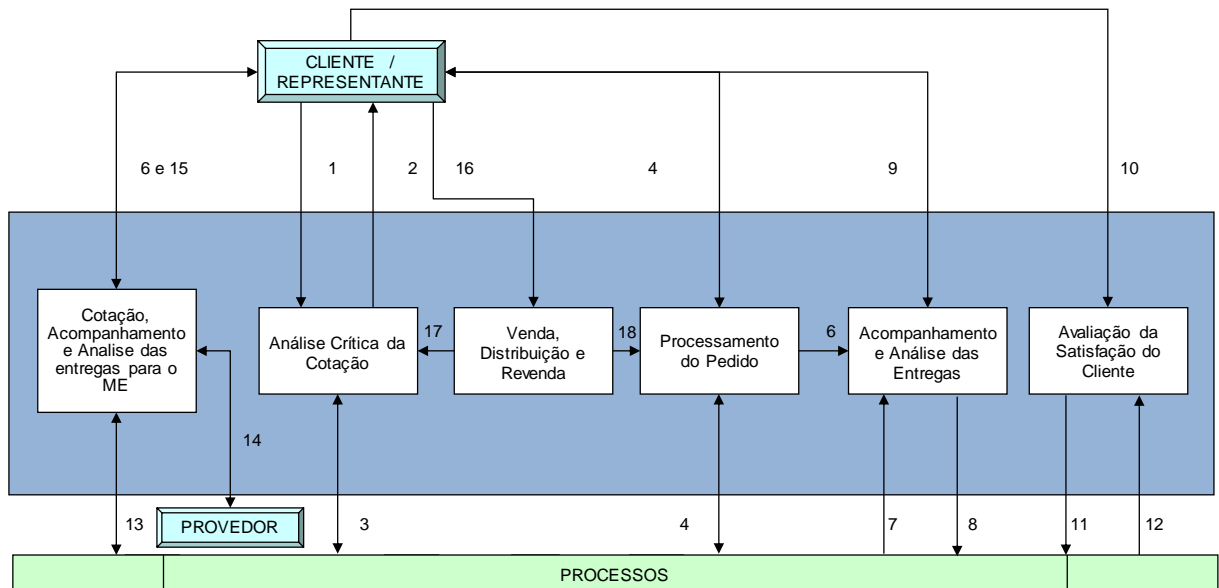 CLIENTE /
REPRESENTANTE
6 e 15
1
2
16
4
9
10
Cotação,
Acompanhamento
e Analise das
entregas para o
ME
Análise Crítica da
Cotação
17
Venda,
Distribuição e
Revenda
18
Processamento
do Pedido
6
Acompanhamento
e Análise das
Entregas
Avaliação da
Satisfação do
Cliente
14
13
PROVEDOR
3
4
7
8
11
12
PROCESSOS